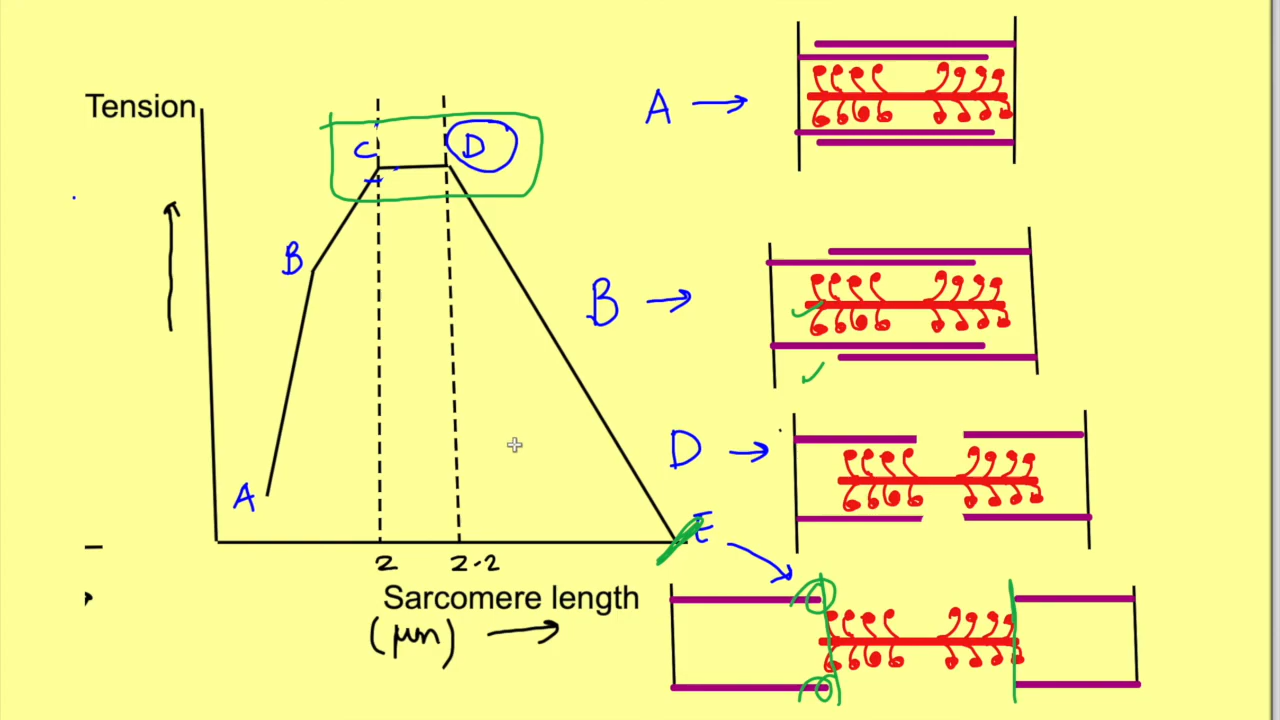 Tension
C D
B
A
E
2 2.2
Sarcomere length
(μm)
A →
B →
D →